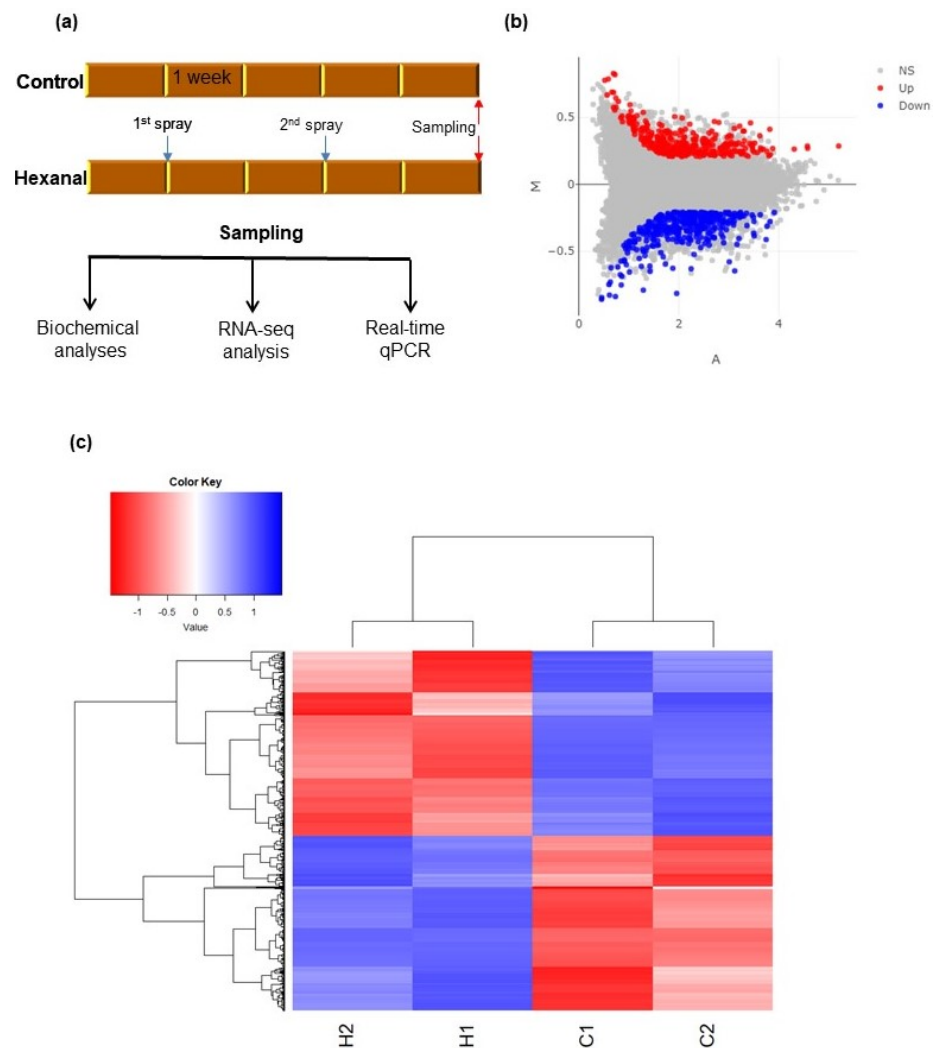 (a)
Control
1 week
1st spray
2nd spray
Sampling
Hexanal
Sampling
Biochemical
analyses
RNA-seq
analysis
Real-time
qPCR
(b)
NS
Up
Down
0.5
0
−0.5
M
0
2
4
A
(c)
Color Key
-1
-0.5
0
0.5
1
Value
H2
H1
C1
C2